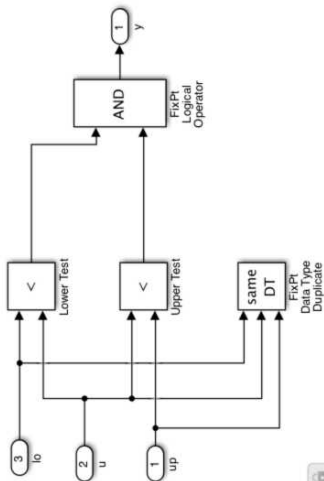 1
y
AND
FixPt
Logical
Operator
<
Lower Test
<
Upper Test
same
DT
FixPt
Data Type
Duplicate
3
lo
2
u
1
up